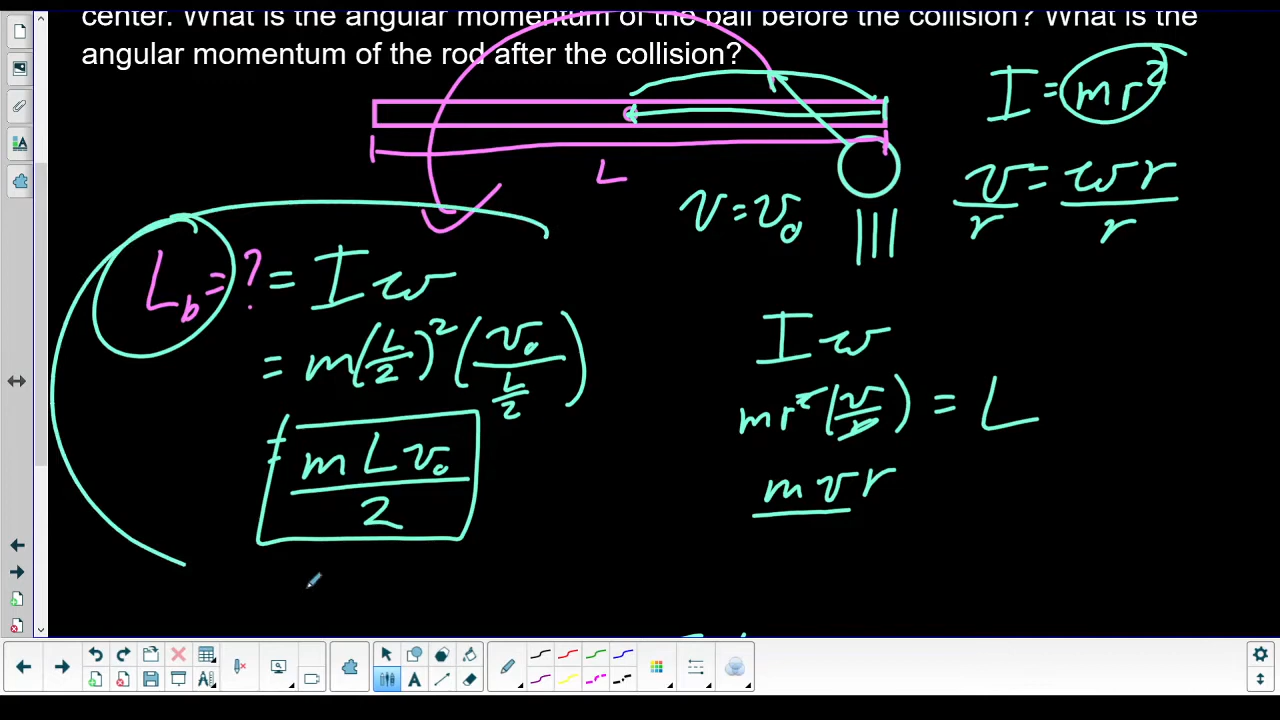 center. What is the angular momentum of the ball before the collision? What is the
angular momentum of the rod after the collision?
I = mr²
L
v = v₀
v/r = ωr/r
L_b = ? = Iω
= m(L/2)² (v₀/(L/2))
Iω
mr²(v/r) = L
= mLv₀/2
mvr